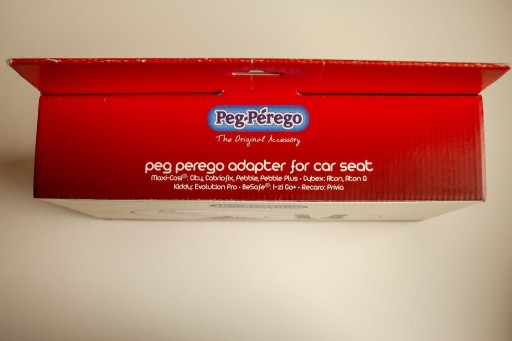 Peg-Pérego
The Original Accessory
peg perego adapter for car seat
Maxi-Cosi®: City, Cabriofix, Pebble, Pebble Plus • Cybex: Aton, Aton Q
Kiddy: Evolution Pro • BeSafe®: I-zi Go+ • Recaro: Privia